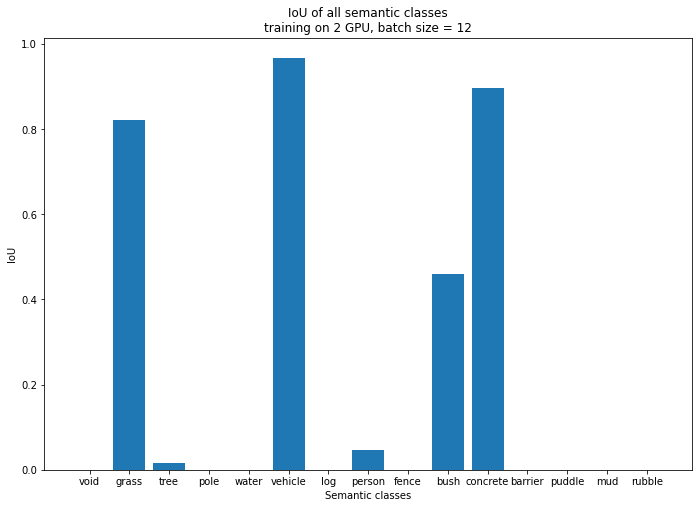 IoU of all semantic classes
training on 2 GPU, batch size = 12
1.0
0.8
0.6
0.4
0.2
0.0
IoU
void grass tree pole water vehicle log person fence bush concrete barrier puddle mud rubble
Semantic classes